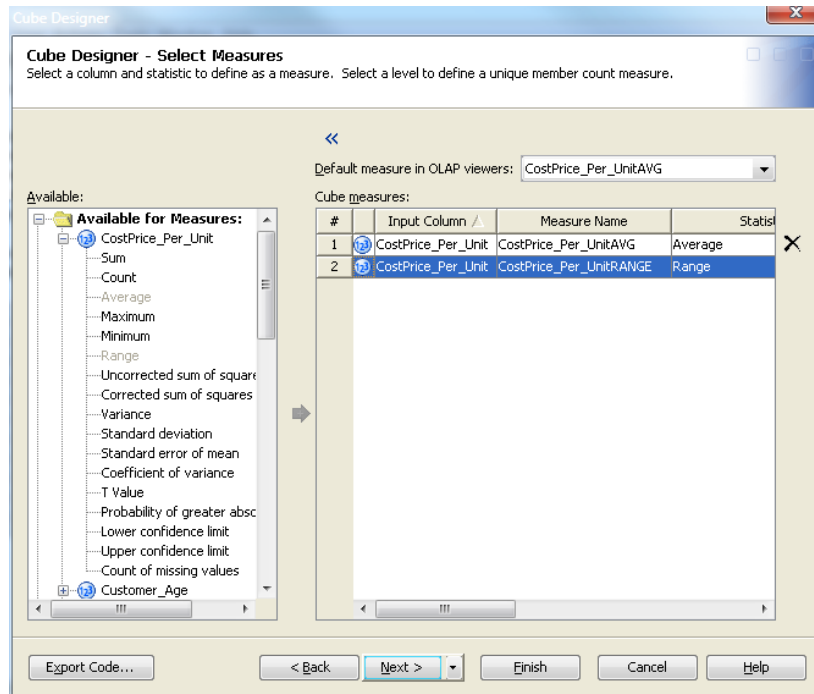 Cube Designer
Cube Designer - Select Measures
Select a column and statistic to define as a measure. Select a level to define a unique member count measure.
Default measure in OLAP viewers: CostPrice_Per_UnitAVG
Available:
Cube measures:
Available for Measures:
CostPrice_Per_Unit
Sum
Count
Average
Maximum
Minimum
Range
Uncorrected sum of square
Corrected sum of squares
Variance
Standard deviation
Standard error of mean
Coefficient of variance
T Value
Probability of greater absc
Lower confidence limit
Upper confidence limit
Count of missing values
Customer_Age
# Input Column Measure Name Statist
1 CostPrice_Per_Unit CostPrice_Per_UnitAVG Average
2 CostPrice_Per_Unit CostPrice_Per_UnitRANGE Range
Export Code... < Back Next > Finish Cancel Help